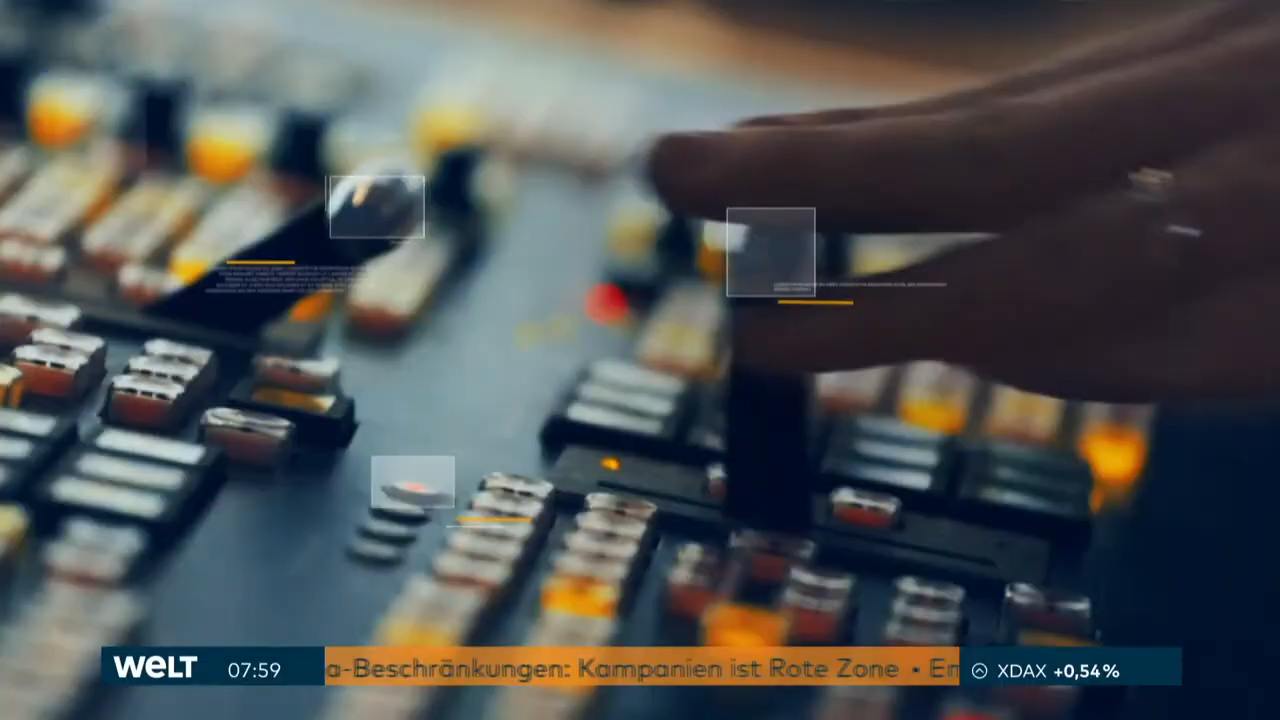 WELT 07:59 a-Beschränkungen: Kampanien ist Rote Zone • En XDAX +0,54%